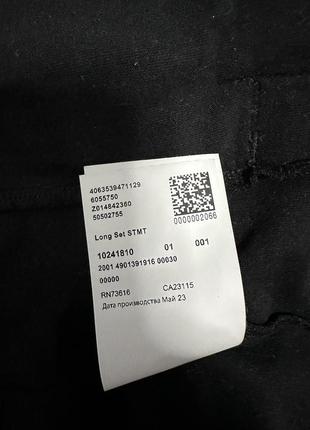 4063539471129
6055750
Z014842360
50502755
0000002066
Long Set STMT
10241810 01 001
2001 4901391916 00030
00000
RN73616 CA23115
Дата производства Май 23